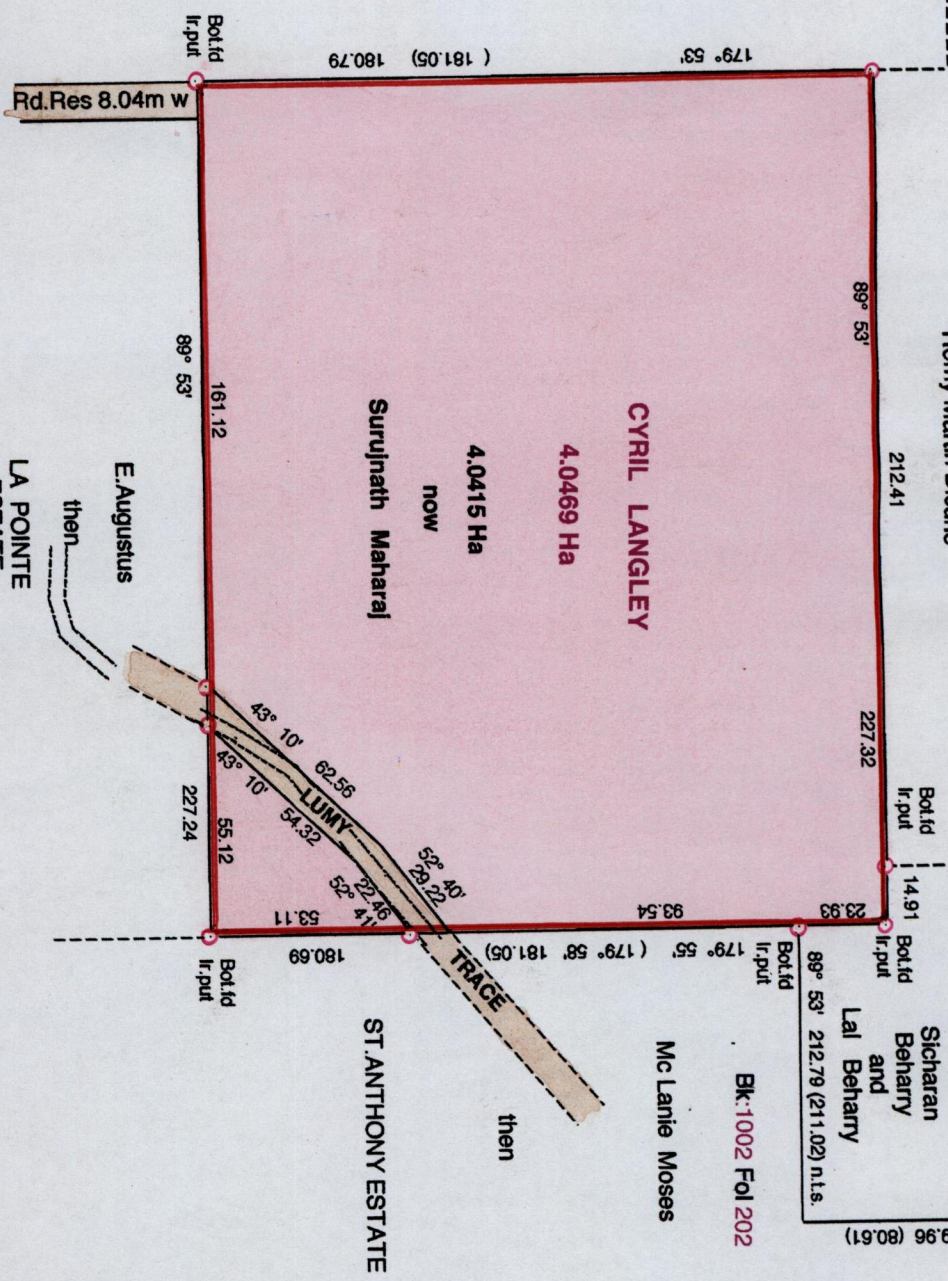 Henry Martin
Bot.fd
Ir.put
Rd.Res 8.04m w
179° 53'
( 181.05)
180.79
89° 53'
212.41
227.32
Bot.fd
Ir.put
14.91
Bot.fd
Ir.put
23.93
Sicharan
Beharry
and
Lal Beharry
89° 53' 212.79 (211.02) n.t.s.
(80.61)
Bot.fd
Ir.put
Bk:1002 Fol 202
Mc Lanie Moses
then
ST.ANTHONY ESTATE
CYRIL LANGLEY
4.0469 Ha
4.0415 Ha
now
Surujnath Maharaj
93.54
179° 55' ( 179° 58' 181.05)
180.69
53.11
52° 40'
29.22
22.46
52° 41'
LUMY
TRACE
43° 10'
62.56
54.32
43° 10'
161.12
89° 53'
55.12
227.24
Bot.fd
Ir.put
E.Augustus
then
LA POINTE
ESTATE